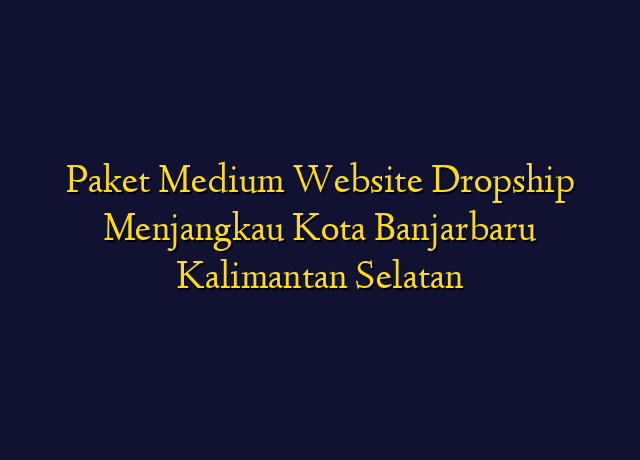 Paket Medium Website Dropship
Menjangkau Kota Banjarbaru
Kalimantan Selatan